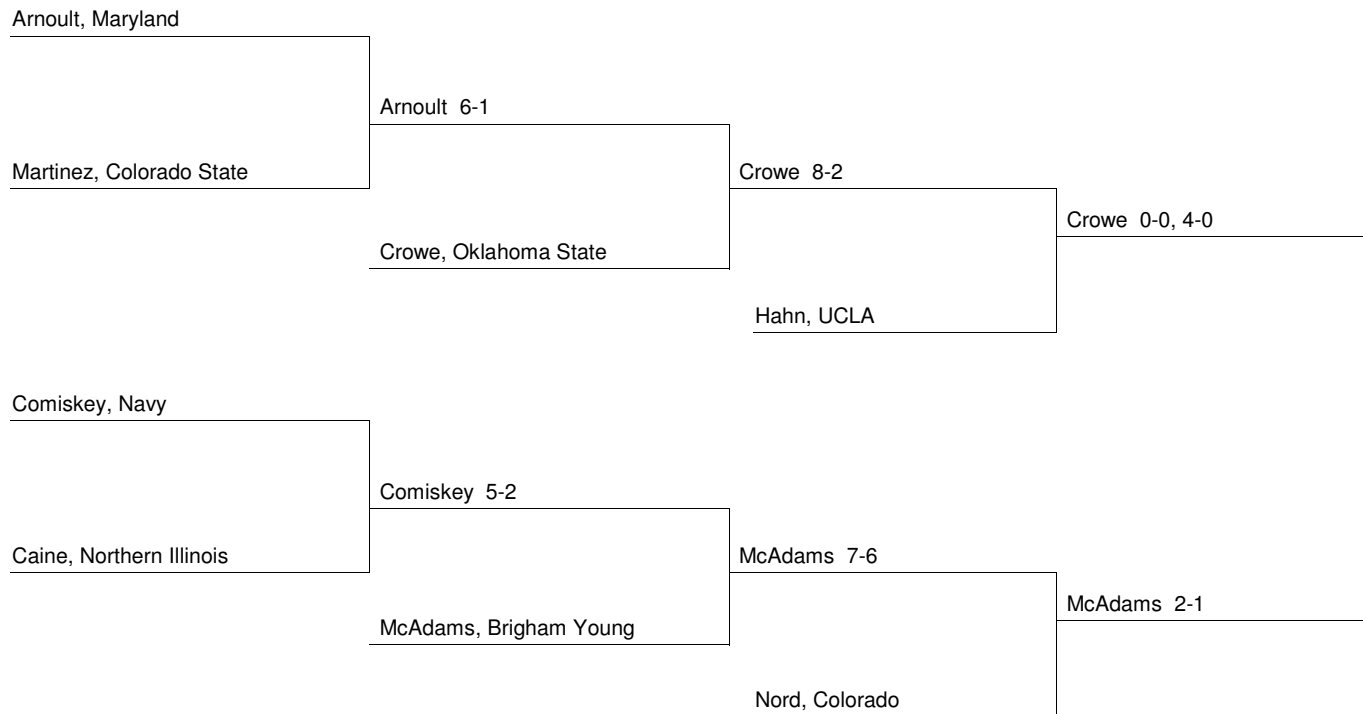 Arnoult, Maryland
Arnoult 6-1
Martinez, Colorado State
Crowe 8-2
Crowe 0-0, 4-0
Crowe, Oklahoma State
Hahn, UCLA
Comiskey, Navy
Comiskey 5-2
Caine, Northern Illinois
McAdams 7-6
McAdams 2-1
McAdams, Brigham Young
Nord, Colorado